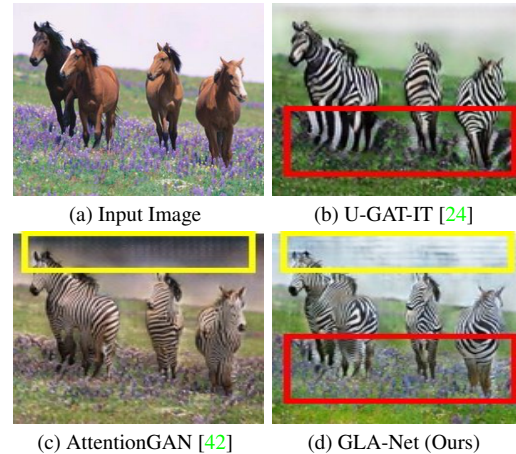 (a) Input Image
(b) U-GAT-IT [24]
(c) AttentionGAN [42]
(d) GLA-Net (Ours)